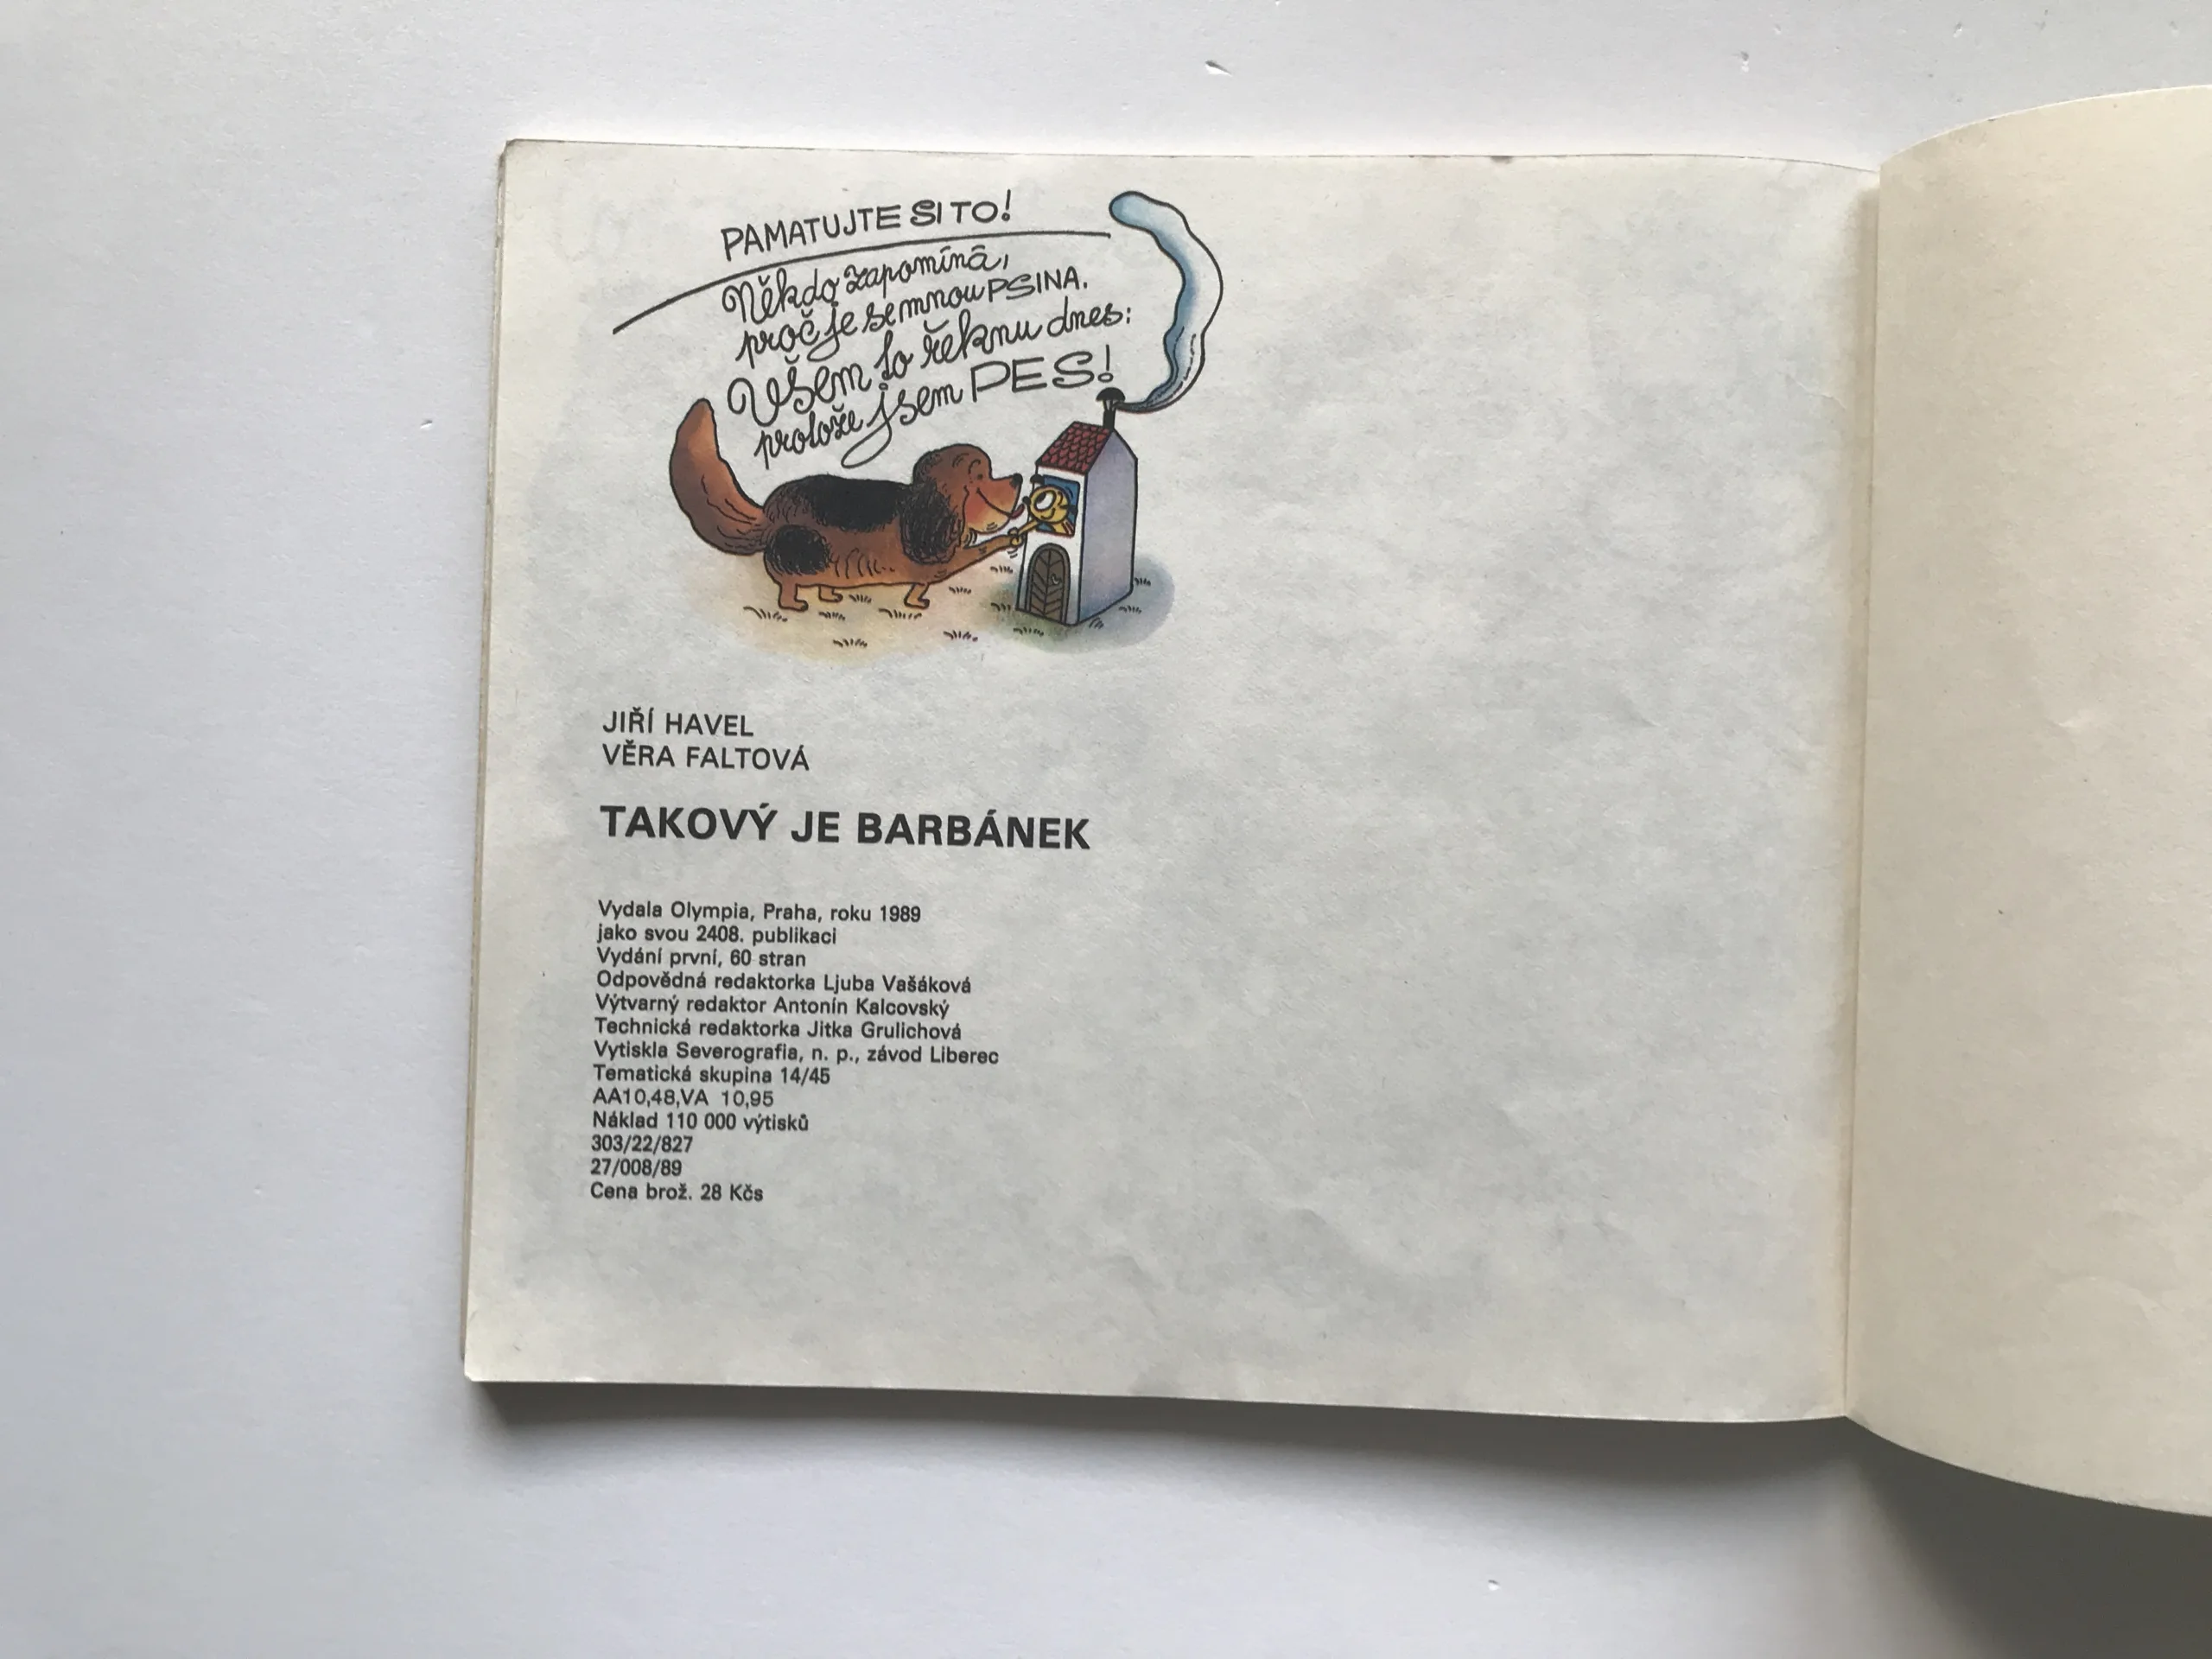 PAMATUJTE SI TO!
Někdo zapomíná,
proč je se mnou PSINA.
Všem to řeknu dnes:
protože jsem PES!
JIŘÍ HAVEL
VĚRA FALTOVÁ
TAKOVÝ JE BARBÁNEK
Vydala Olympia, Praha, roku 1989
jako svou 2408. publikaci
Vydání první, 60 stran
Odpovědná redaktorka Ljuba Vašáková
Výtvarný redaktor Antonín Kalcovský
Technická redaktorka Jitka Grulichová
Vytiskla Severografia, n. p., závod Liberec
Tematická skupina 14/45
AA10,48,VA 10,95
Náklad 110 000 výtisků
303/22/827
27/008/89
Cena brož. 28 Kčs